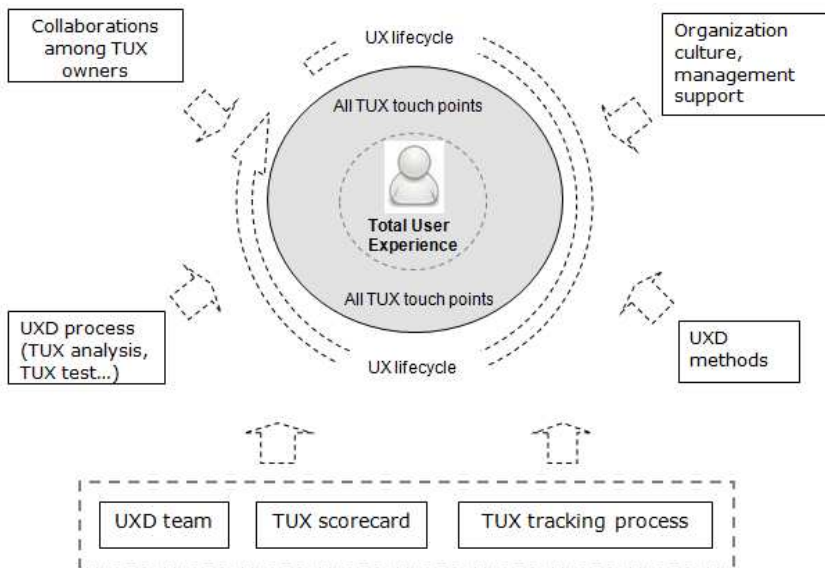 Collaborations
among TUX
owners
UX lifecycle
Organization
culture,
management
support
All TUX touch points
Total User
Experience
All TUX touch points
UXD process
(TUX analysis,
TUX test...)
UX lifecycle
UXD
methods
UXD team
TUX scorecard
TUX tracking process